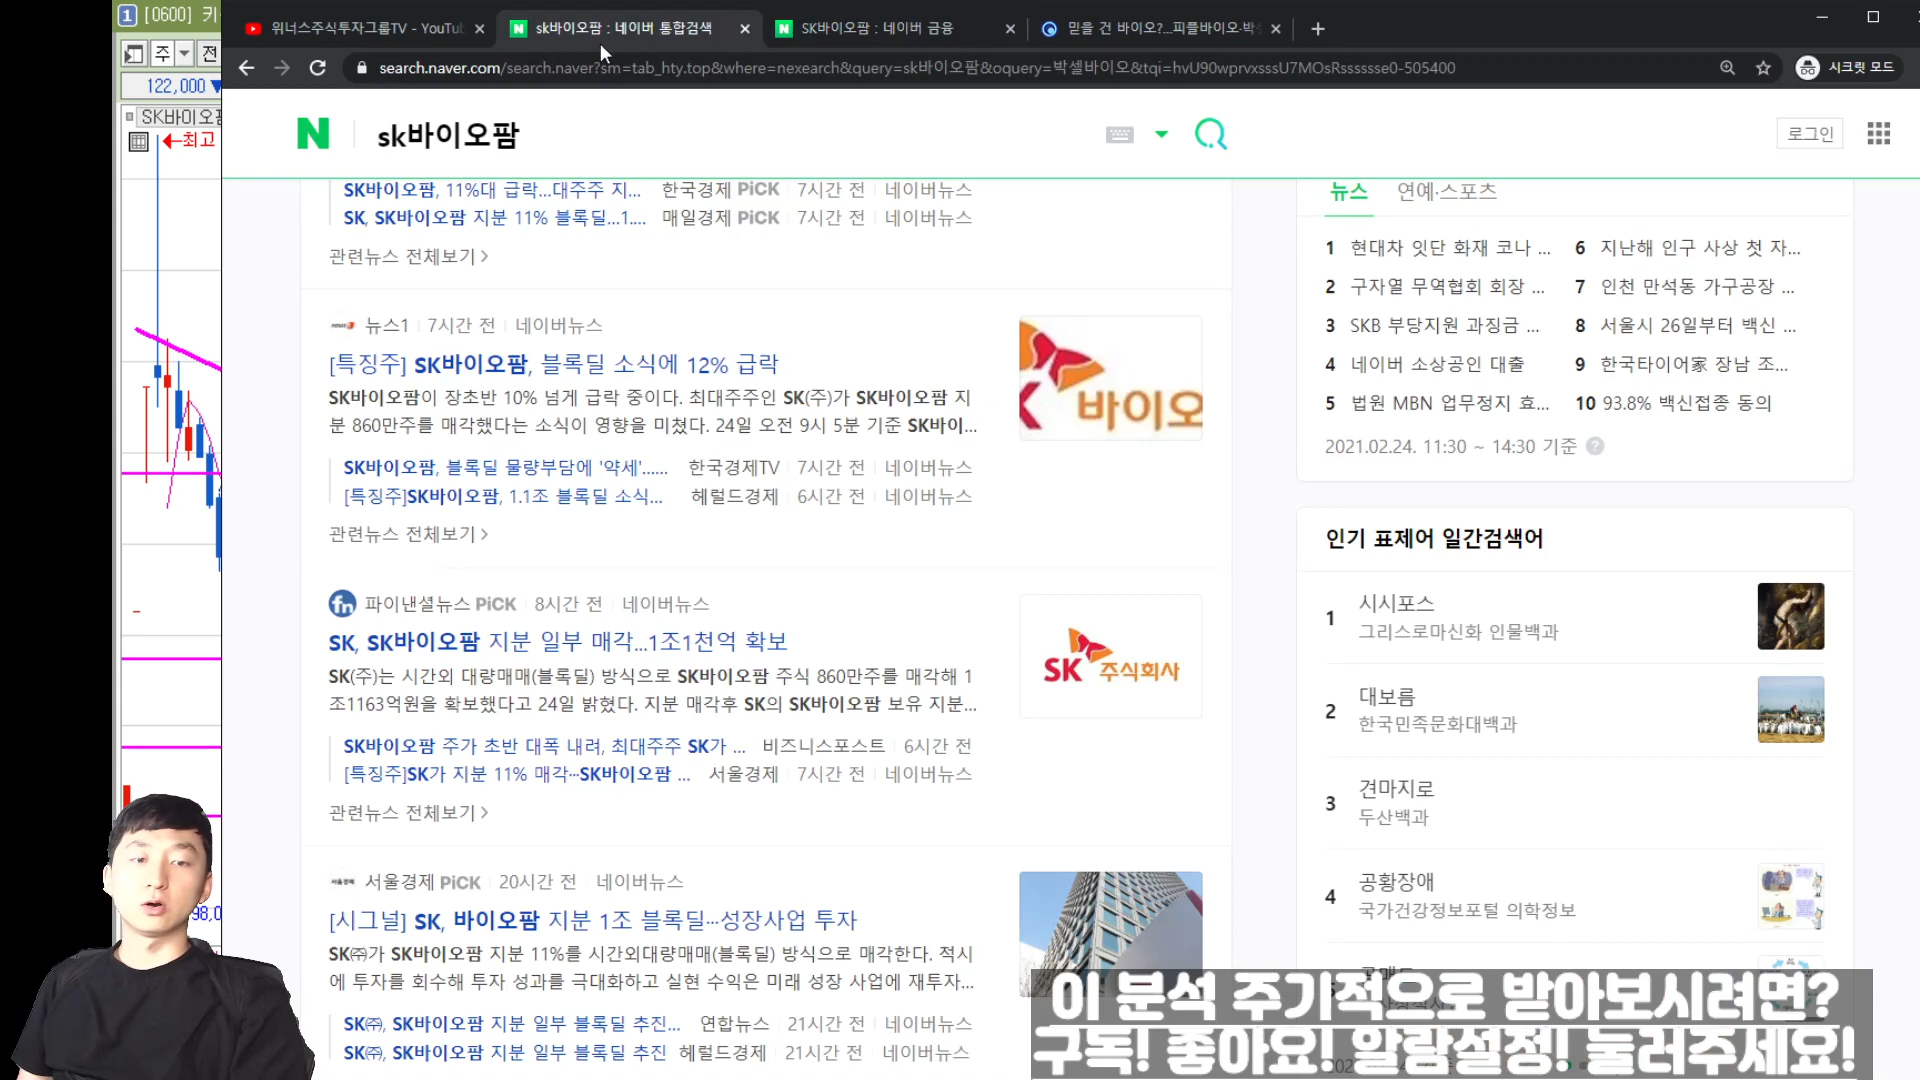 1 [0600] 키
위너스주식투자그룹TV - YouTu
sk바이오팜 : 네이버 통합검색
SK바이오팜 : 네이버 금융
믿을 건 바이오?...피플바이오·박
주
전
search.naver.com/search.naver?sm=tab_hty.top&where=nexearch&query=sk바이오팜&oquery=박셀바이오&tqi=hvU90wprvxsssU7MOsRssssse0-505400
시크릿 모드
122,000▼
SK바이오팜
←최고
N
sk바이오팜
로그인
SK바이오팜, 11%대 급락...대주주 지... 한국경제 PiCK 7시간 전 네이버뉴스
SK, SK바이오팜 지분 11% 블록딜...1.... 매일경제 PiCK 7시간 전 네이버뉴스
관련뉴스 전체보기 >
뉴스1 7시간 전 네이버뉴스
[특징주] SK바이오팜, 블록딜 소식에 12% 급락
SK바이오팜이 장초반 10% 넘게 급락 중이다. 최대주주인 SK(주)가 SK바이오팜 지
분 860만주를 매각했다는 소식이 영향을 미쳤다. 24일 오전 9시 5분 기준 SK바이...
K 바이오
SK바이오팜, 블록딜 물량부담에 '약세'...... 한국경제TV 7시간 전 네이버뉴스
[특징주]SK바이오팜, 1.1조 블록딜 소식... 헤럴드경제 6시간 전 네이버뉴스
관련뉴스 전체보기 >
fn 파이낸셜뉴스 PiCK 8시간 전 네이버뉴스
SK, SK바이오팜 지분 일부 매각...1조1천억 확보
SK(주)는 시간외 대량매매(블록딜) 방식으로 SK바이오팜 주식 860만주를 매각해 1
조1163억원을 확보했다고 24일 밝혔다. 지분 매각후 SK의 SK바이오팜 보유 지분...
SK 주식회사
SK바이오팜 주가 초반 대폭 내려, 최대주주 SK가 ... 비즈니스포스트 6시간 전
[특징주]SK가 지분 11% 매각···SK바이오팜 ... 서울경제 7시간 전 네이버뉴스
관련뉴스 전체보기 >
서울경제 서울경제 PiCK 20시간 전 네이버뉴스
[시그널] SK, 바이오팜 지분 1조 블록딜···성장사업 투자
SK㈜가 SK바이오팜 지분 11%를 시간외대량매매(블록딜) 방식으로 매각한다. 적시
에 투자를 회수해 투자 성과를 극대화하고 실현 수익은 미래 성장 사업에 재투자...
SK㈜, SK바이오팜 지분 일부 블록딜 추진... 연합뉴스 21시간 전 네이버뉴스
SK㈜, SK바이오팜 지분 일부 블록딜 추진 헤럴드경제 21시간 전 네이버뉴스
뉴스 연예·스포츠
1 현대차 잇단 화재 코나 ...
2 구자열 무역협회 회장 ...
3 SKB 부당지원 과징금 ...
4 네이버 소상공인 대출
5 법원 MBN 업무정지 효...
6 지난해 인구 사상 첫 자...
7 인천 만석동 가구공장 ...
8 서울시 26일부터 백신 ...
9 한국타이어家 장남 조...
10 93.8% 백신접종 동의
2021.02.24. 11:30 ~ 14:30 기준 ?
인기 표제어 일간검색어
1 시시포스
그리스로마신화 인물백과
2 대보름
한국민족문화대백과
3 견마지로
두산백과
4 공황장애
국가건강정보포털 의학정보
98,0
이 분석 주기적으로 받아보시려면?
구독! 좋아요! 알람설정! 눌러주세요!